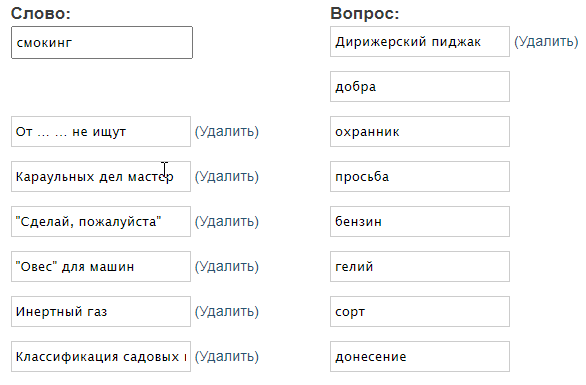 Слово: Вопрос:
смокинг Дирижерский пиджак (Удалить)
добра
От ... ... не ищут (Удалить) охранник
Караульных дел мастер (Удалить) просьба
"Сделай, пожалуйста" (Удалить) бензин
"Овес" для машин (Удалить) гелий
Инертный газ (Удалить) сорт
Классификация садовых (Удалить) донесение